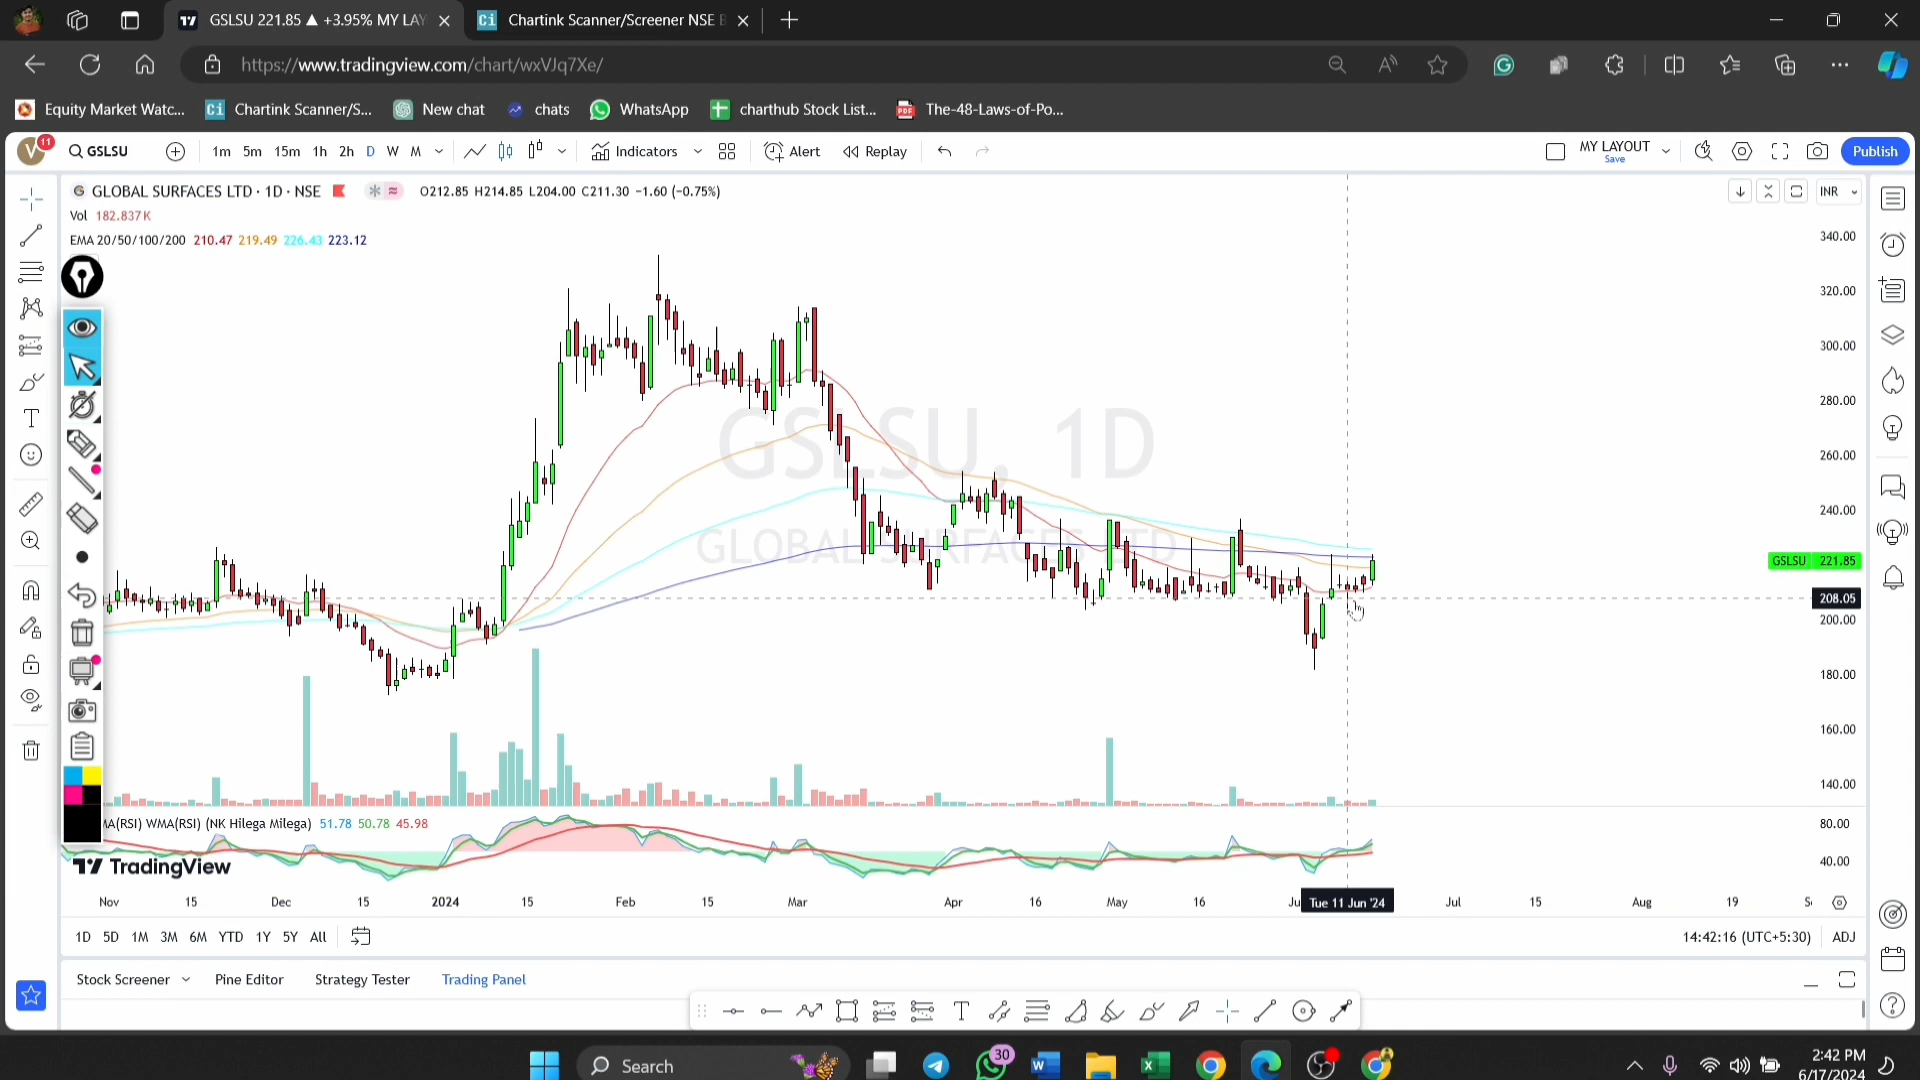 GSLSU 221.85 ▲ +3.95% MY LAY
Ci Chartink Scanner/Screener NSE B
https://www.tradingview.com/chart/wxVJq7Xe/
Equity Market Watc...
Ci Chartink Scanner/S...
New chat
chats
WhatsApp
charthub Stock List...
PDF The-48-Laws-of-Po...
V 11
GSLSU
1m 5m 15m 1h 2h D W M
Indicators
Alert
Replay
MY LAYOUT
Save
Publish
G GLOBAL SURFACES LTD · 1D · NSE
O212.85 H214.85 L204.00 C211.30 −1.60 (−0.75%)
INR
Vol 182.837K
EMA 20/50/100/200 210.47 219.49 226.43 223.12
340.00
320.00
300.00
280.00
260.00
240.00
GSLSU 221.85
208.05
200.00
180.00
160.00
140.00
80.00
40.00
GSLSU, 1D
GLOBAL SURFACES LTD
MA(RSI) WMA(RSI) (NK Hilega Milega) 51.78 50.78 45.98
TradingView
Nov 15 Dec 15 2024 15 Feb 15 Mar Apr 16 May 16 Ju Tue 11 Jun '24 Jul 15 Aug 19 S
1D 5D 1M 3M 6M YTD 1Y 5Y All
14:42:16 (UTC+5:30) ADJ
Stock Screener
Pine Editor
Strategy Tester
Trading Panel
Search
30
2:42 PM
6/17/2024